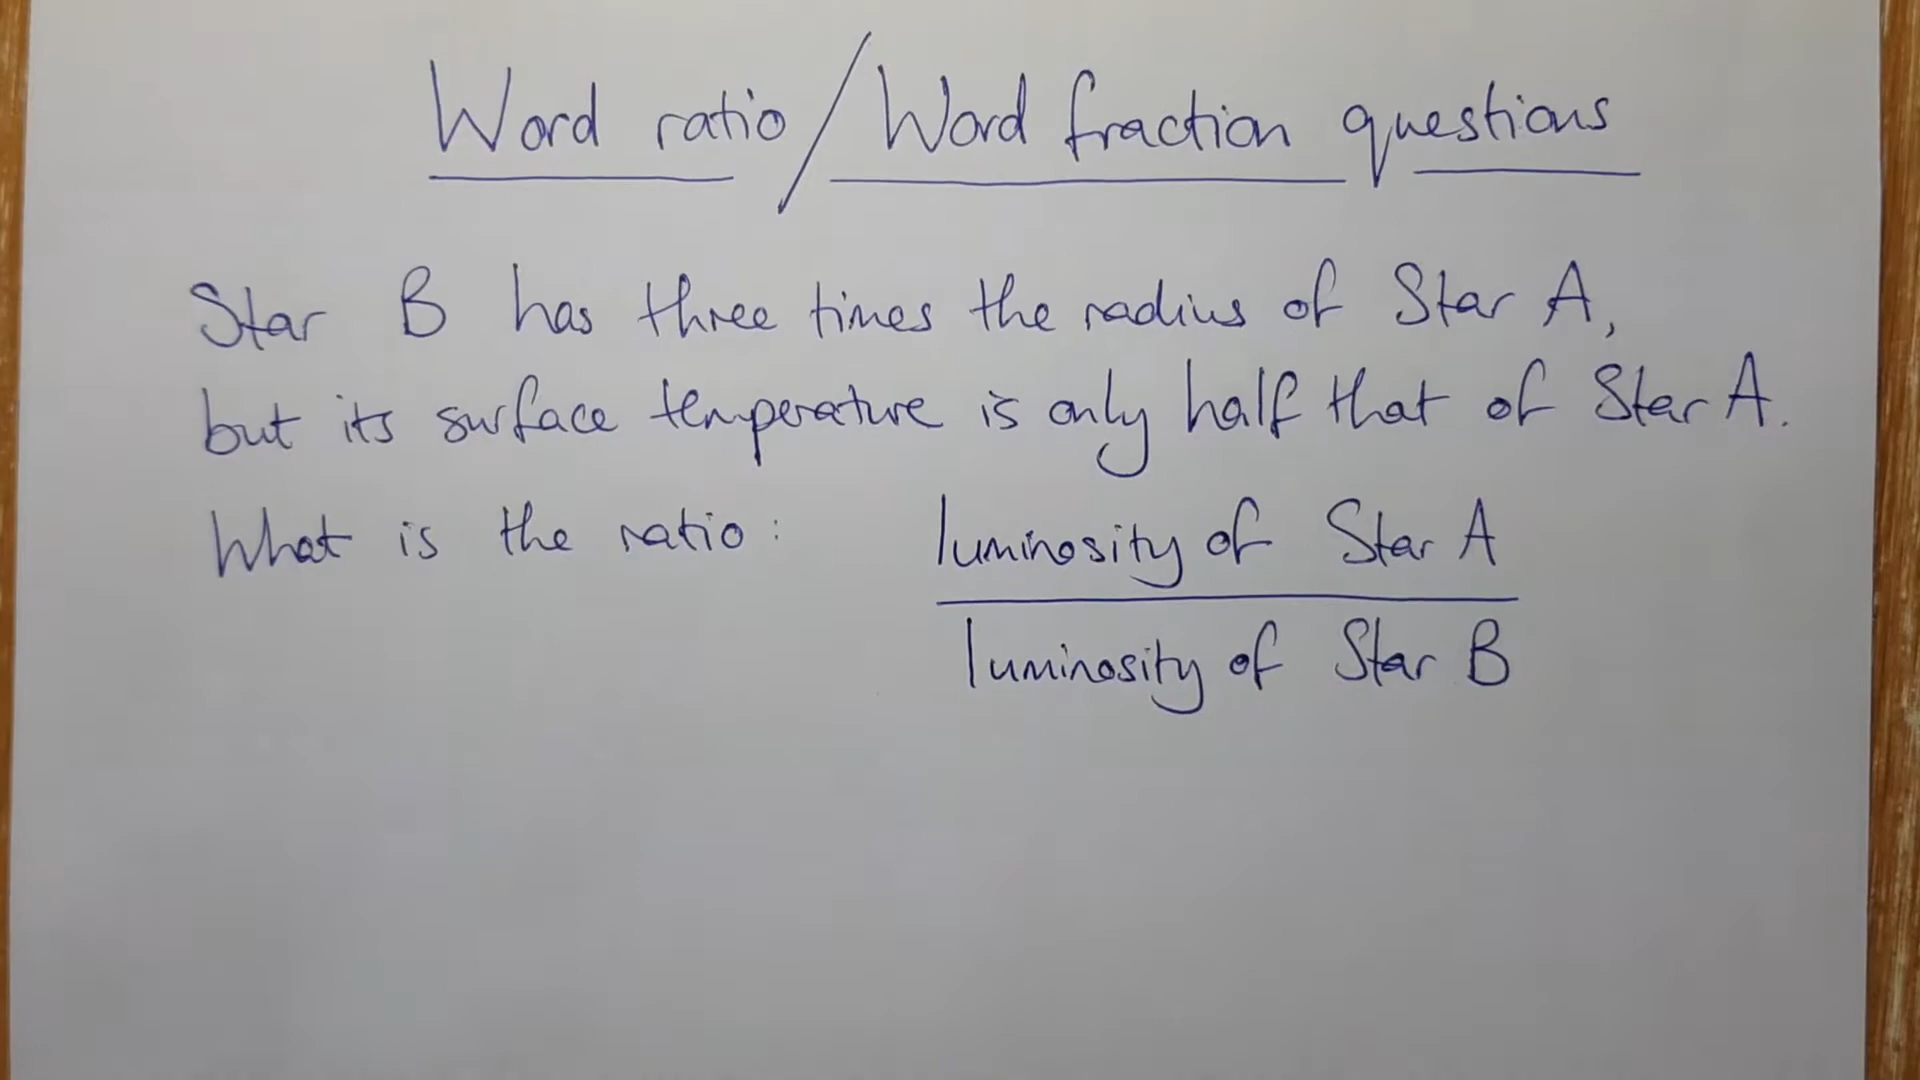 Word ratio / Word fraction questions
Star B has three times the radius of Star A,
but its surface temperature is only half that of Star A.
What is the ratio: luminosity of Star A
luminosity of Star B